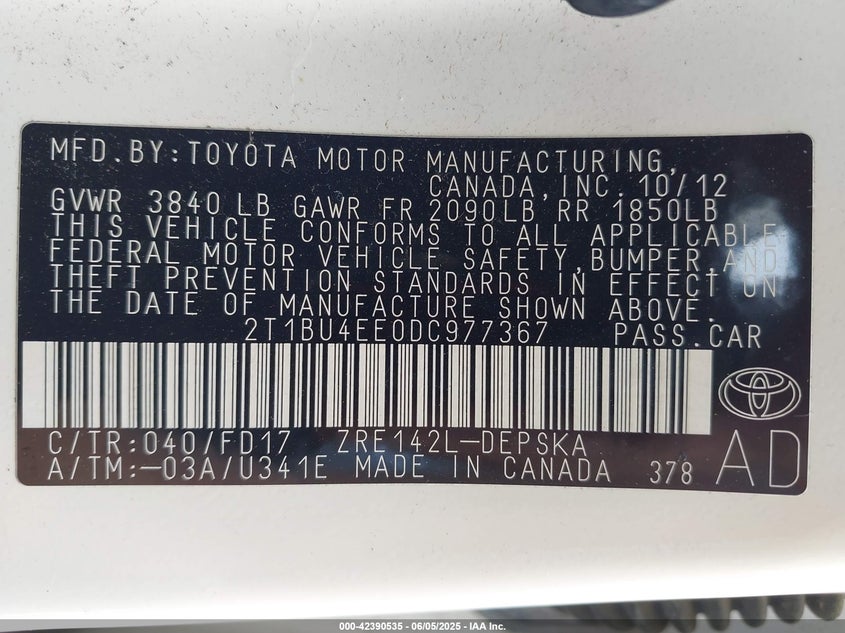 MFD.BY:TOYOTA MOTOR MANUFACTURING,
CANADA,INC. 10/12
GVWR 3840 LB GAWR FR 2090LB RR 1850LB
THIS VEHICLE CONFORMS TO ALL APPLICABLE
FEDERAL MOTOR VEHICLE SAFETY,BUMPER,AND
THEFT PREVENTION STANDARDS IN EFFECT ON
THE DATE OF MANUFACTURE SHOWN ABOVE.
2T1BU4EE0DC977367 PASS.CAR
C/TR:040/FD17 ZRE142L-DEPSKA
A/TM:-03A/U341E MADE IN CANADA 378 AD
000-42390535 - 06/05/2025 - IAA Inc.